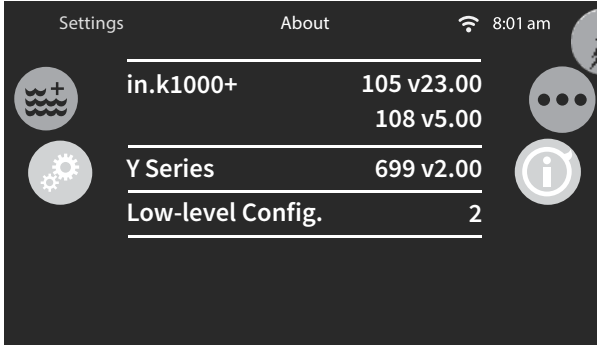 Settings About 8:01 am
in.k1000+ 105 v23.00
108 v5.00
Y Series 699 v2.00
Low-level Config. 2